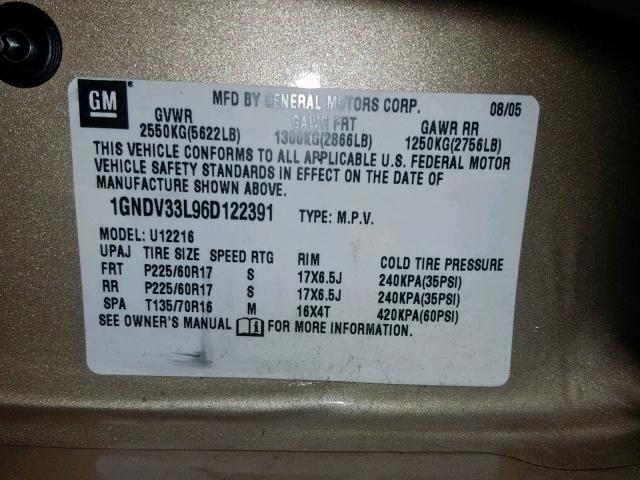 GM ®
MFD BY GENERAL MOTORS CORP. 08/05
GVWR GAWR FRT GAWR RR
2550KG(5622LB) 1300KG(2866LB) 1250KG(2756LB)
THIS VEHICLE CONFORMS TO ALL APPLICABLE U.S. FEDERAL MOTOR
VEHICLE SAFETY STANDARDS IN EFFECT ON THE DATE OF
MANUFACTURE SHOWN ABOVE.
1GNDV33L96D122391 TYPE: M.P.V.
MODEL: U12216
UPAJ TIRE SIZE SPEED RTG RIM COLD TIRE PRESSURE
FRT P225/60R17 S 17X6.5J 240KPA(35PSI)
RR P225/60R17 S 17X6.5J 240KPA(35PSI)
SPA T135/70R16 M 16X4T 420KPA(60PSI)
SEE OWNER'S MANUAL FOR MORE INFORMATION.